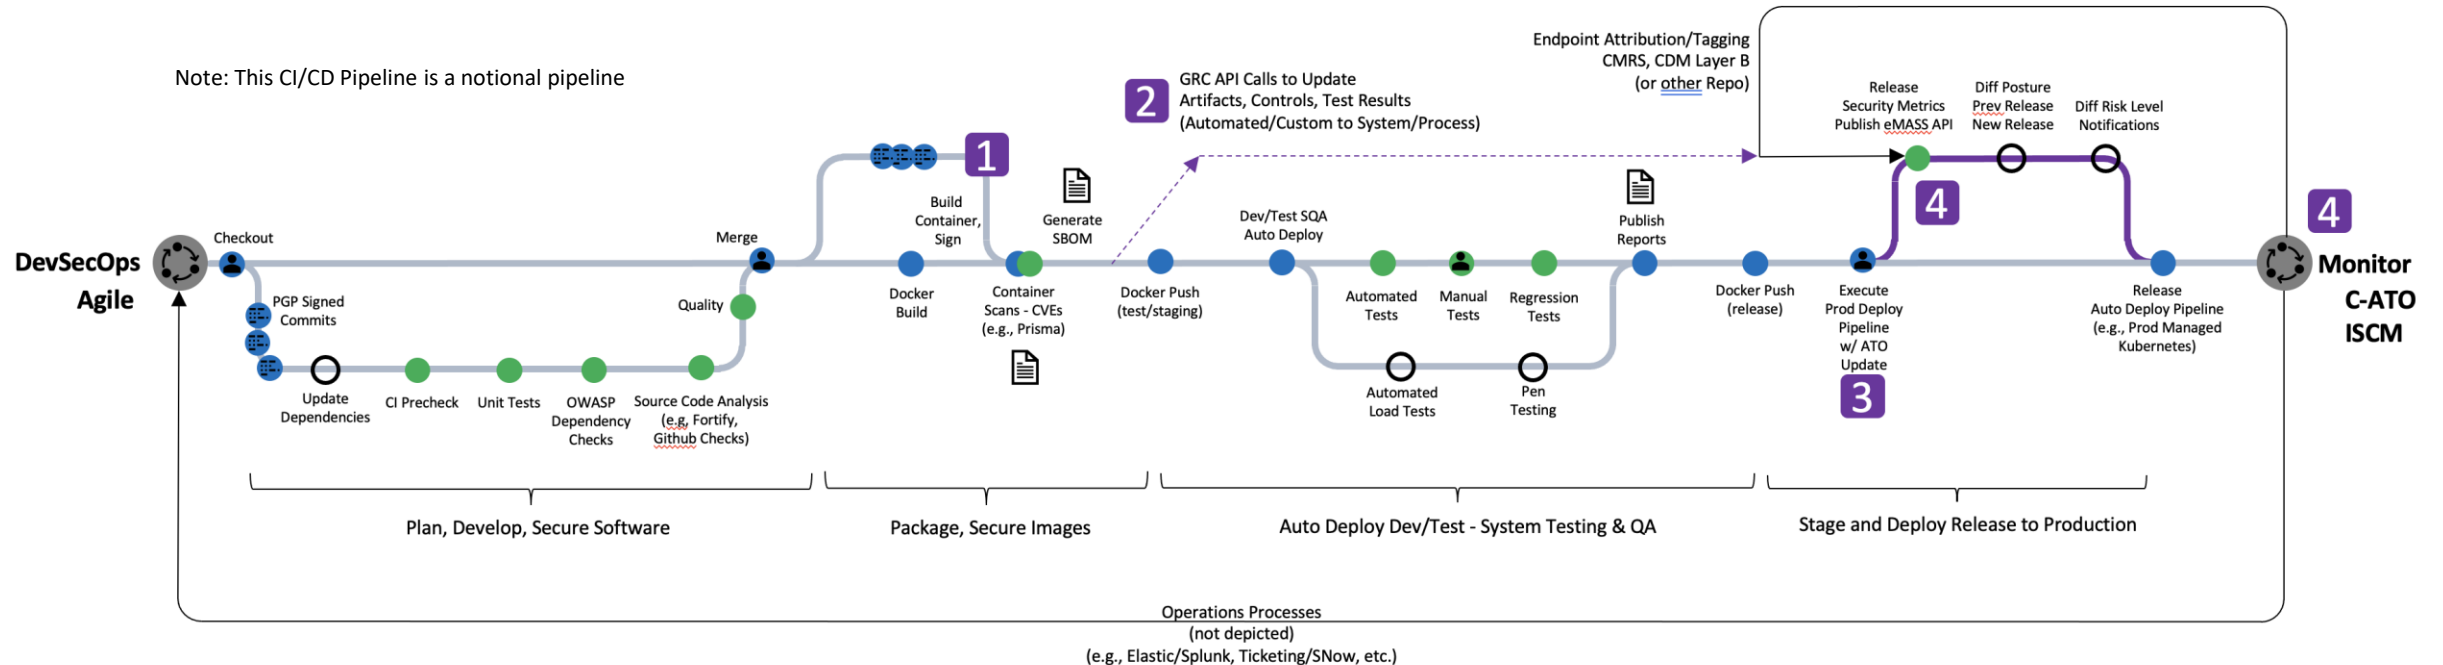 Note: This CI/CD Pipeline is a notional pipeline
DevSecOps
Agile
Checkout
PGP Signed
Commits
Update
Dependencies
CI Precheck
Unit Tests
OWASP
Dependency
Checks
Source Code Analysis
(e.g, Fortify,
Github Checks)
Quality
Merge
1
Build
Container,
Sign
Docker
Build
Generate
SBOM
Container
Scans - CVEs
(e.g., Prisma)
2
GRC API Calls to Update
Artifacts, Controls, Test Results
(Automated/Custom to System/Process)
Docker Push
(test/staging)
Dev/Test SQA
Auto Deploy
Automated
Tests
Manual
Tests
Regression
Tests
Automated
Load Tests
Pen
Testing
Publish
Reports
Endpoint Attribution/Tagging
CMRS, CDM Layer B
(or other Repo)
Docker Push
(release)
Execute
Prod Deploy
Pipeline
w/ ATO
Update
3
Release
Security Metrics
Publish eMASS API
4
Diff Posture
Prev Release
New Release
Diff Risk Level
Notifications
Release
Auto Deploy Pipeline
(e.g., Prod Managed
Kubernetes)
4
Monitor
C-ATO
ISCM
Plan, Develop, Secure Software
Package, Secure Images
Auto Deploy Dev/Test - System Testing & QA
Stage and Deploy Release to Production
Operations Processes
(not depicted)
(e.g., Elastic/Splunk, Ticketing/SNow, etc.)